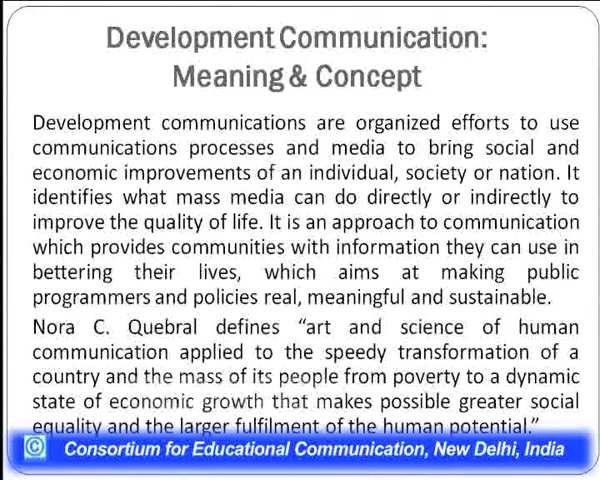 Development Communication:
Meaning & Concept
Development communications are organized efforts to use
communications processes and media to bring social and
economic improvements of an individual, society or nation. It
identifies what mass media can do directly or indirectly to
improve the quality of life. It is an approach to communication
which provides communities with information they can use in
bettering their lives, which aims at making public
programmers and policies real, meaningful and sustainable.
Nora C. Quebral defines “art and science of human
communication applied to the speedy transformation of a
country and the mass of its people from poverty to a dynamic
state of economic growth that makes possible greater social
equality and the larger fulfilment of the human potential.”
© Consortium for Educational Communication, New Delhi, India